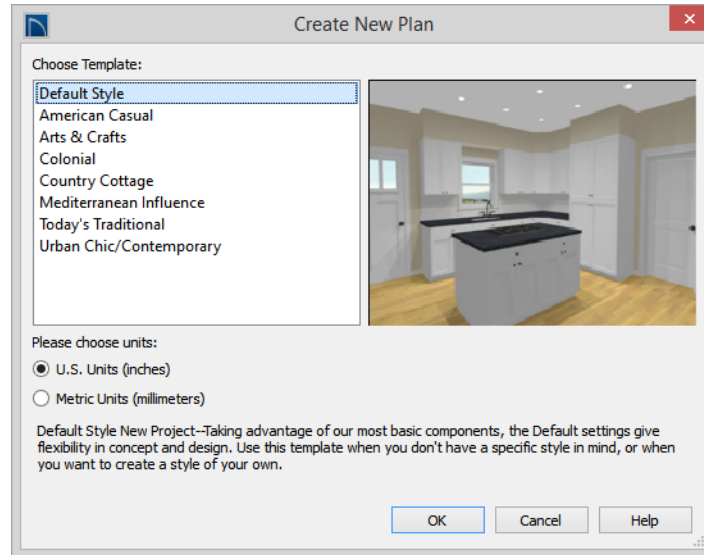 Create New Plan
Choose Template:
Default Style
American Casual
Arts & Crafts
Colonial
Country Cottage
Mediterranean Influence
Today's Traditional
Urban Chic/Contemporary
Please choose units:
U.S. Units (inches)
Metric Units (millimeters)
Default Style New Project--Taking advantage of our most basic components, the Default settings give
flexibility in concept and design. Use this template when you don't have a specific style in mind, or when
you want to create a style of your own.
OK
Cancel
Help